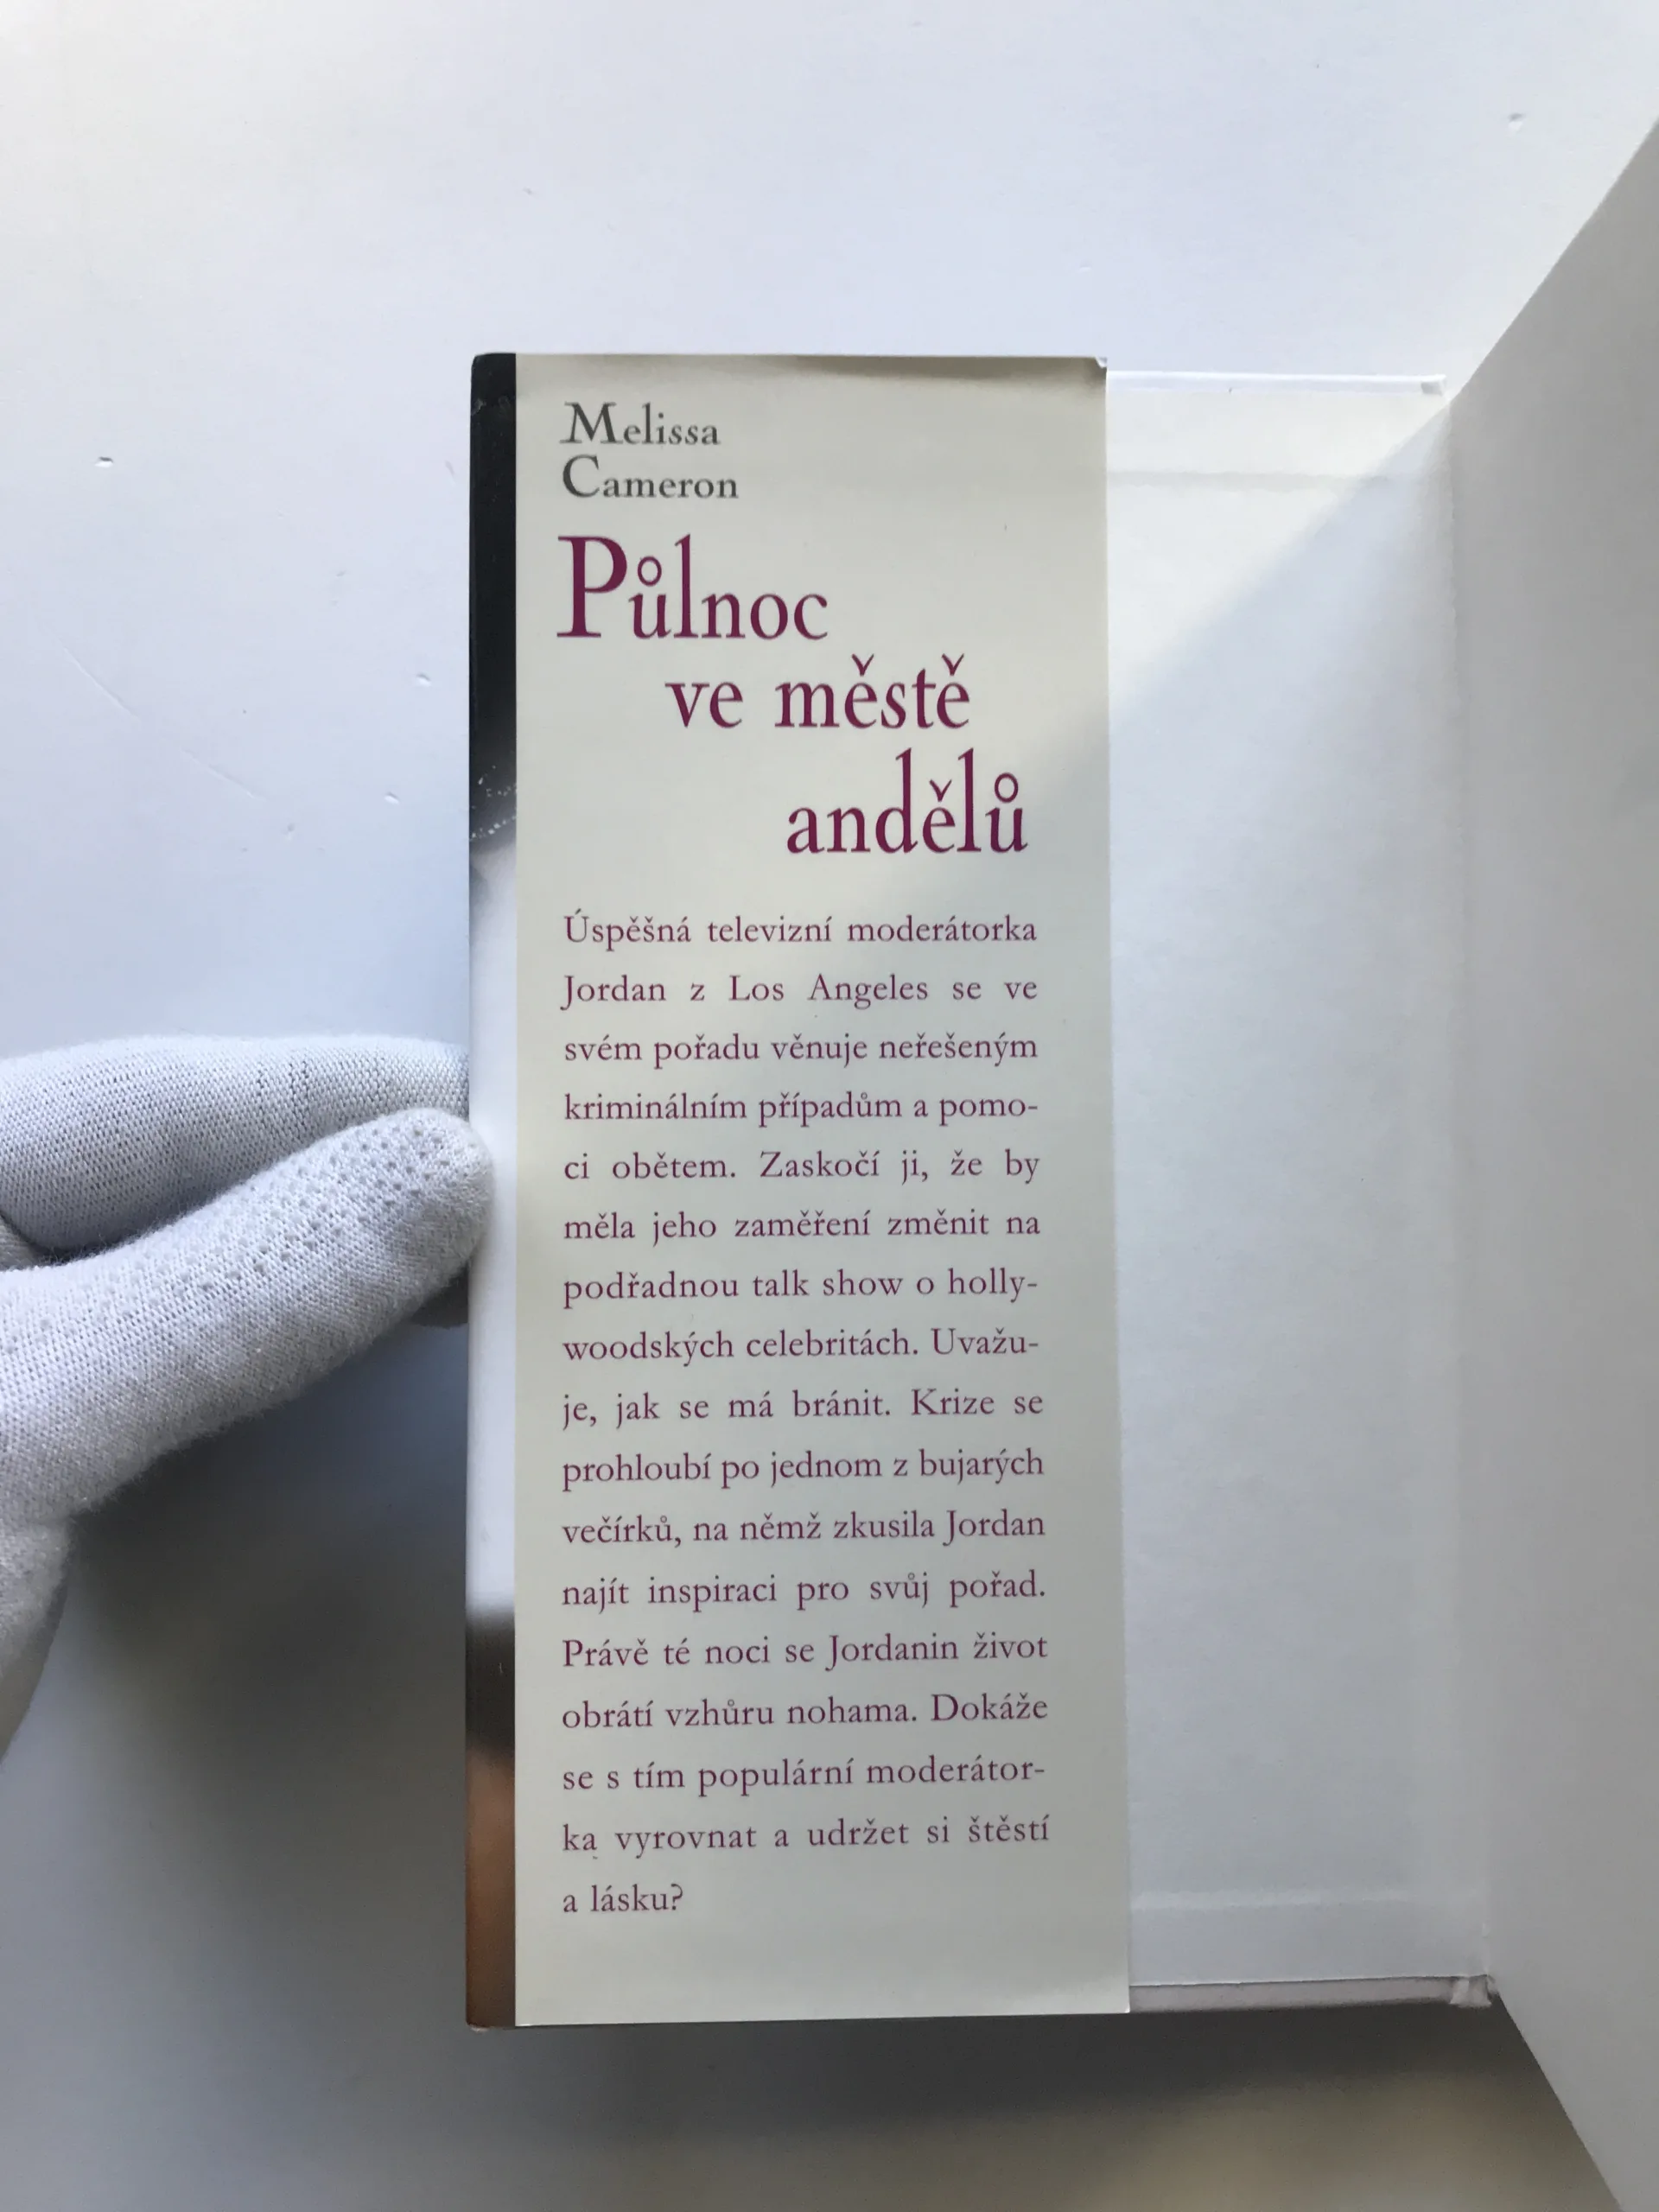 Melissa
Cameron
Půlnoc
ve městě
andělů
Úspěšná televizní moderátorka
Jordan z Los Angeles se ve
svém pořadu věnuje neřešeným
kriminálním případům a pomo-
ci obětem. Zaskočí ji, že by
měla jeho zaměření změnit na
podřadnou talk show o holly-
woodských celebritách. Uvažu-
je, jak se má bránit. Krize se
prohloubí po jednom z bujarých
večírků, na němž zkusila Jordan
najít inspiraci pro svůj pořad.
Právě té noci se Jordanin život
obrátí vzhůru nohama. Dokáže
se s tím populární moderátor-
ka vyrovnat a udržet si štěstí
a lásku?